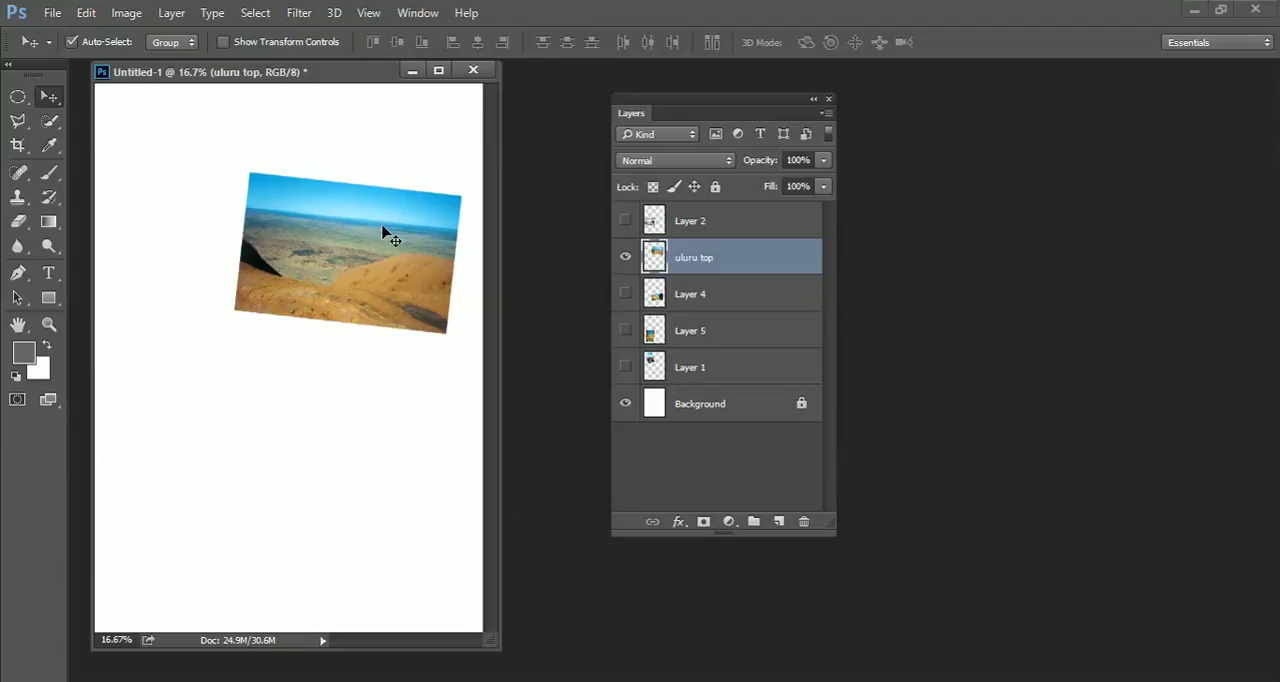 Ps File Edit Image Layer Type Select Filter 3D View Window Help
Auto-Select: Group Show Transform Controls 3D Mode: Essentials
Ps Untitled-1 @ 16.7% (uluru top, RGB/8) *
Layers
Kind T
Normal Opacity: 100%
Lock: Fill: 100%
Layer 2
uluru top
Layer 4
Layer 5
Layer 1
Background
fx
T
16.67% Doc: 24.9M/30.6M